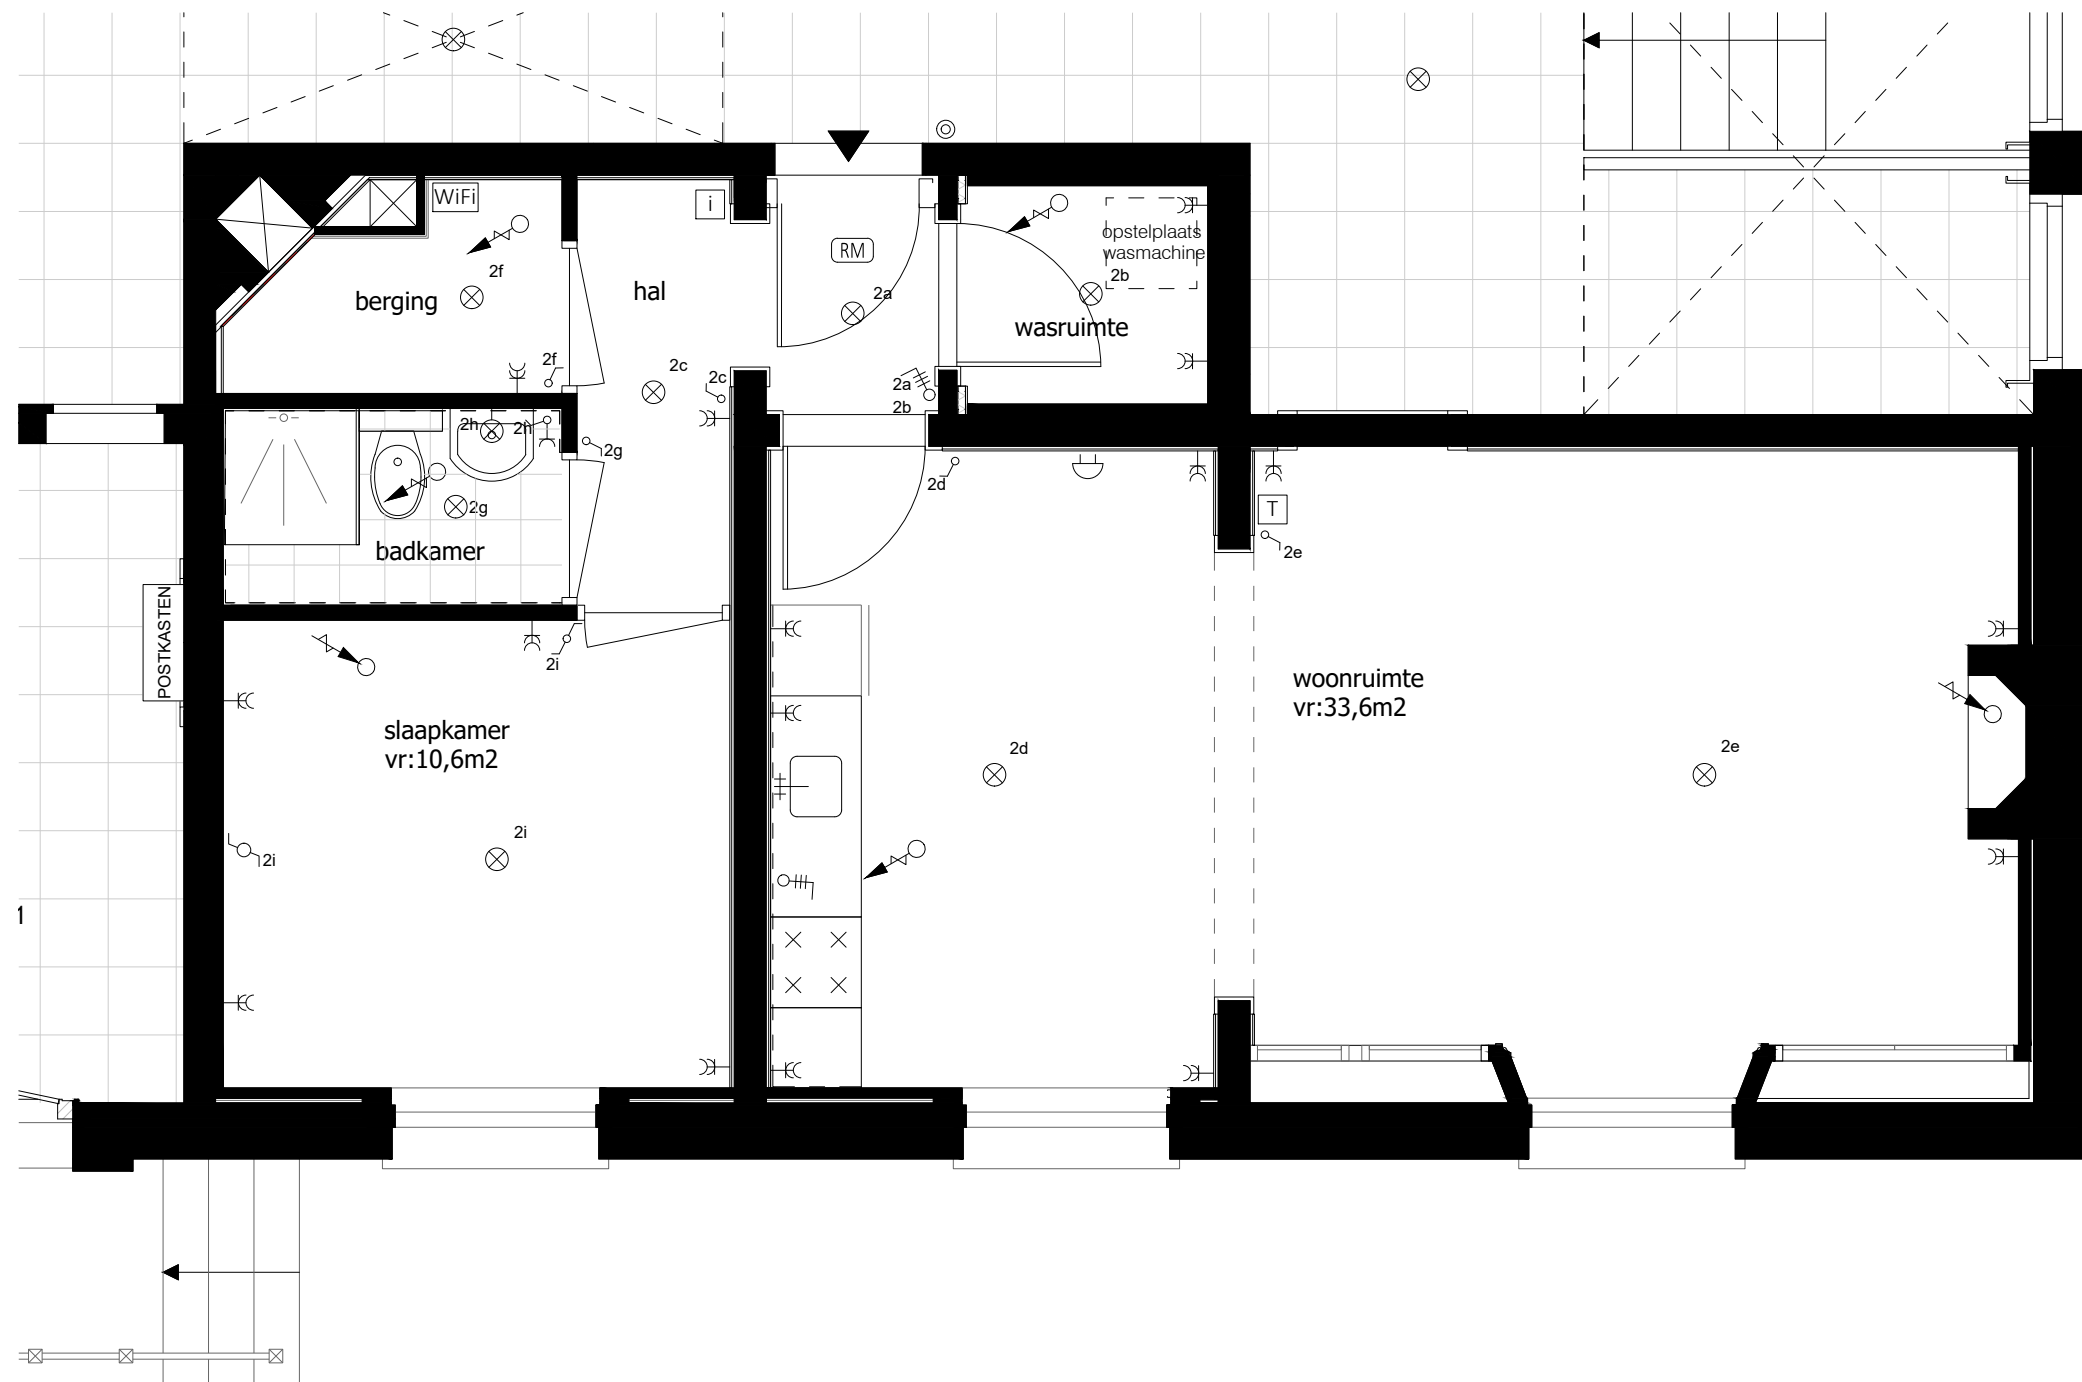 WiFi
i
RM
opstelplaats
wasmachine
2b
2f
berging
hal
2a
wasruimte
2f
2c
2c
2a
2b
2h
2h
2g
2d
2g
T
2e
badkamer
POSTKASTEN
2i
woonruimte
vr:33,6m2
slaapkamer
vr:10,6m2
2d
2e
2i
2i